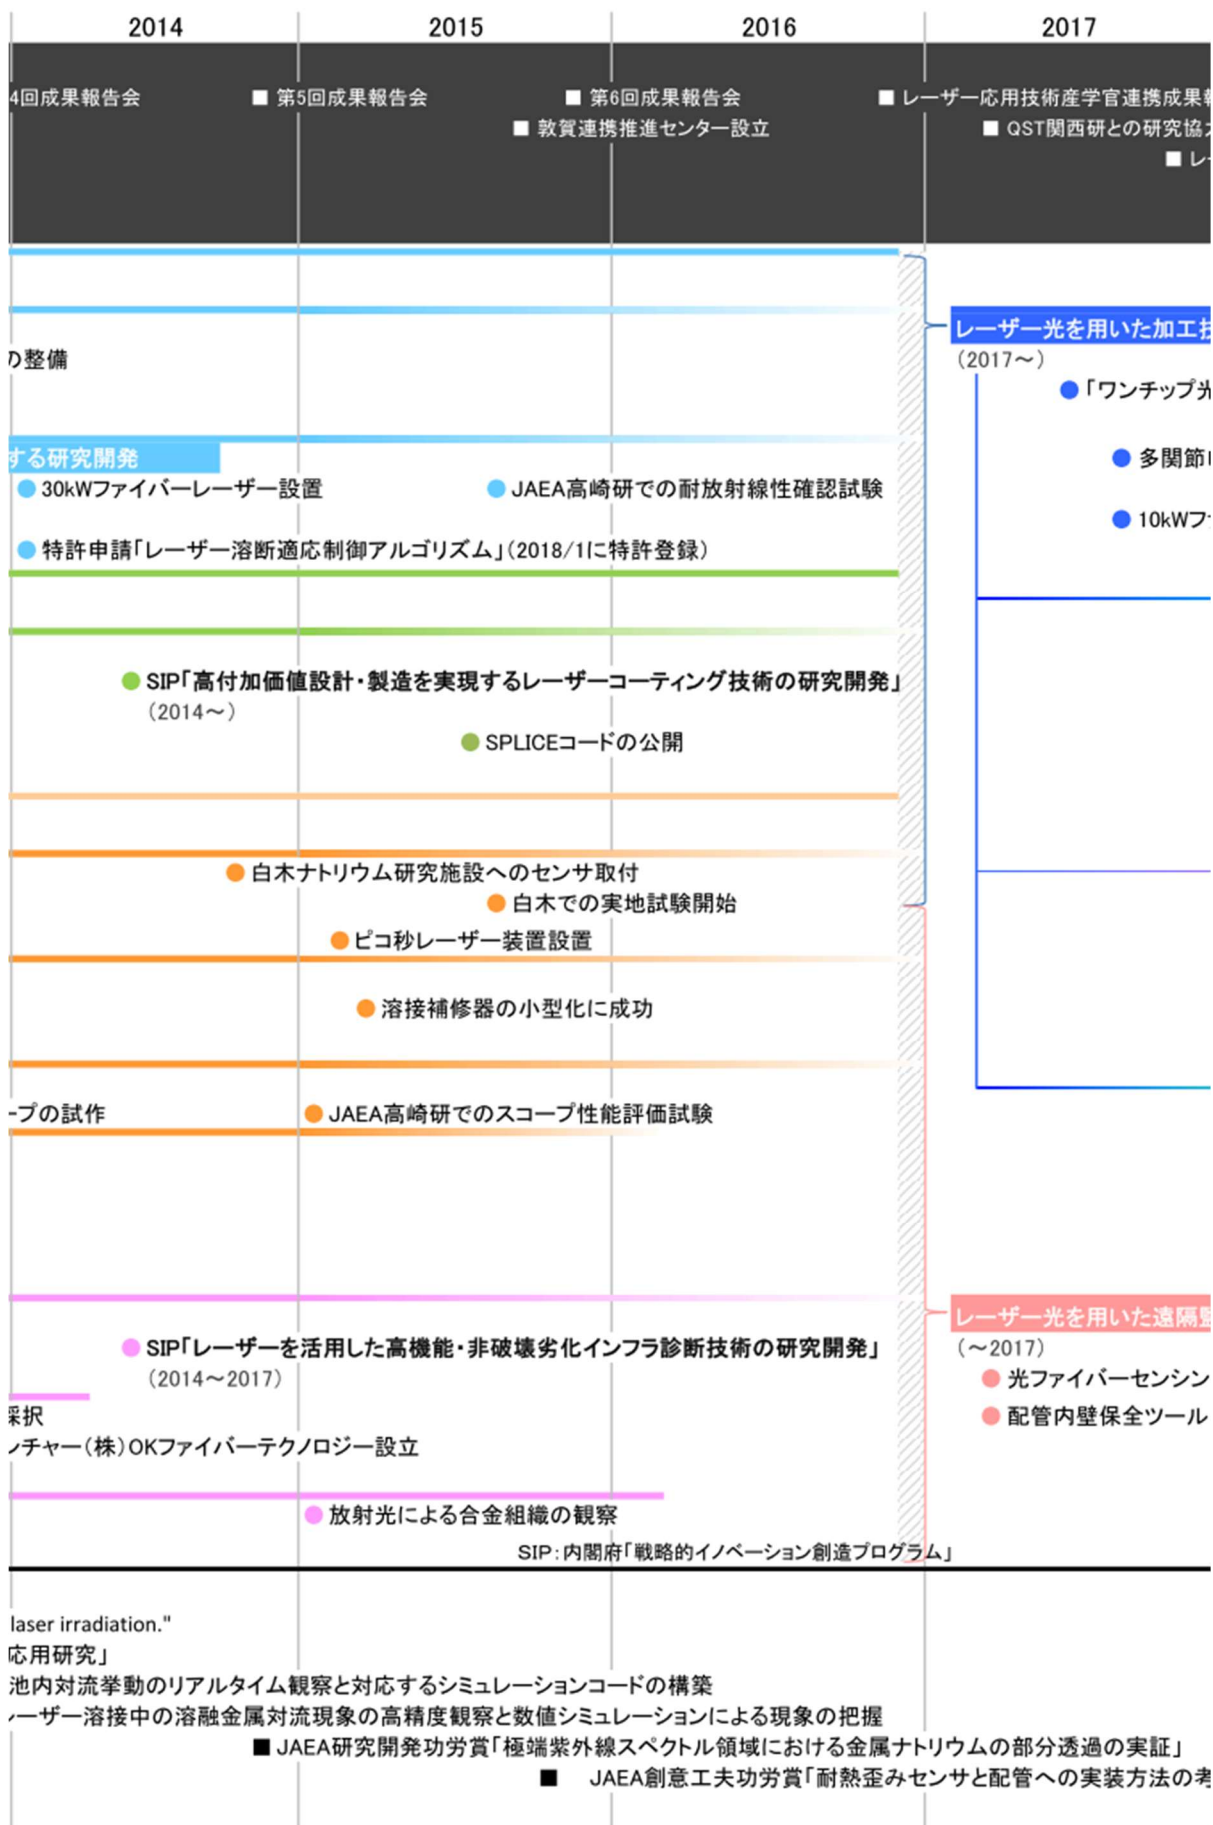 2014 2015 2016 2017
4回成果報告会 ■ 第5回成果報告会 ■ 第6回成果報告会 ■ レーザー応用技術産学官連携成果
■ 敦賀連携推進センター設立 ■ QST関西研との研究協
■ レ
レーザー光を用いた加工
の整備 (2017～)
●「ワンチップ光
する研究開発 ● 多関節
● 30kWファイバーレーザー設置 ● JAEA高崎研での耐放射線性確認試験
● 10kWフ
● 特許申請「レーザー溶断適応制御アルゴリズム」(2018/1に特許登録)
● SIP「高付加価値設計・製造を実現するレーザーコーティング技術の研究開発」
(2014～)
● SPLICEコードの公開
● 白木ナトリウム研究施設へのセンサ取付
● 白木での実地試験開始
● ピコ秒レーザー装置設置
● 溶接補修器の小型化に成功
ープの試作 ● JAEA高崎研でのスコープ性能評価試験
レーザー光を用いた遠隔
● SIP「レーザーを活用した高機能・非破壊劣化インフラ診断技術の研究開発」 (～2017)
(2014～2017) ● 光ファイバーセンシン
採択 ● 配管内壁保全ツール
ンチャー(株)OKファイバーテクノロジー設立
● 放射光による合金組織の観察
SIP:内閣府「戦略的イノベーション創造プログラム」
laser irradiation."
応用研究」
池内対流挙動のリアルタイム観察と対応するシミュレーションコードの構築
ーザー溶接中の溶融金属対流現象の高精度観察と数値シミュレーションによる現象の把握
■ JAEA研究開発功労賞「極端紫外線スペクトル領域における金属ナトリウムの部分透過の実証」
■ JAEA創意工夫功労賞「耐熱歪みセンサと配管への実装方法の考